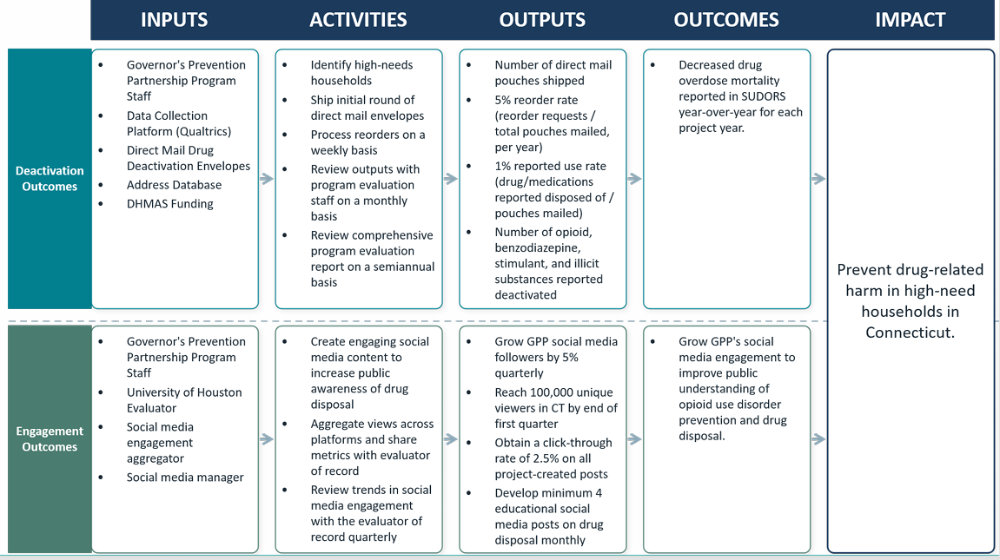 INPUTS
ACTIVITIES
OUTPUTS
OUTCOMES
IMPACT
Deactivation
Outcomes
• Governor's Prevention
Partnership Program
Staff
• Data Collection
Platform (Qualtrics)
• Direct Mail Drug
Deactivation Envelopes
• Address Database
• DHMAS Funding
• Identify high-needs
households
• Ship initial round of
direct mail envelopes
• Process reorders on a
weekly basis
• Review outputs with
program evaluation
staff on a monthly
basis
• Review comprehensive
program evaluation
report on a semiannual
basis
• Number of direct mail
pouches shipped
• 5% reorder rate
(reorder requests /
total pouches mailed,
per year)
• 1% reported use rate
(drug/medications
reported disposed of /
pouches mailed)
• Number of opioid,
benzodiazepine,
stimulant, and illicit
substances reported
deactivated
• Decreased drug
overdose mortality
reported in SUDORS
year-over-year for each
project year.
Engagement
Outcomes
• Governor's Prevention
Partnership Program
Staff
• University of Houston
Evaluator
• Social media
engagement
aggregator
• Social media manager
• Create engaging social
media content to
increase public
awareness of drug
disposal
• Aggregate views across
platforms and share
metrics with evaluator
of record
• Review trends in social
media engagement
with the evaluator of
record quarterly
• Grow GPP social media
followers by 5%
quarterly
• Reach 100,000 unique
viewers in CT by end of
first quarter
• Obtain a click-through
rate of 2.5% on all
project-created posts
• Develop minimum 4
educational social
media posts on drug
disposal monthly
• Grow GPP's social
media engagement to
improve public
understanding of
opioid use disorder
prevention and drug
disposal.
Prevent drug-related
harm in high-need
households in
Connecticut.